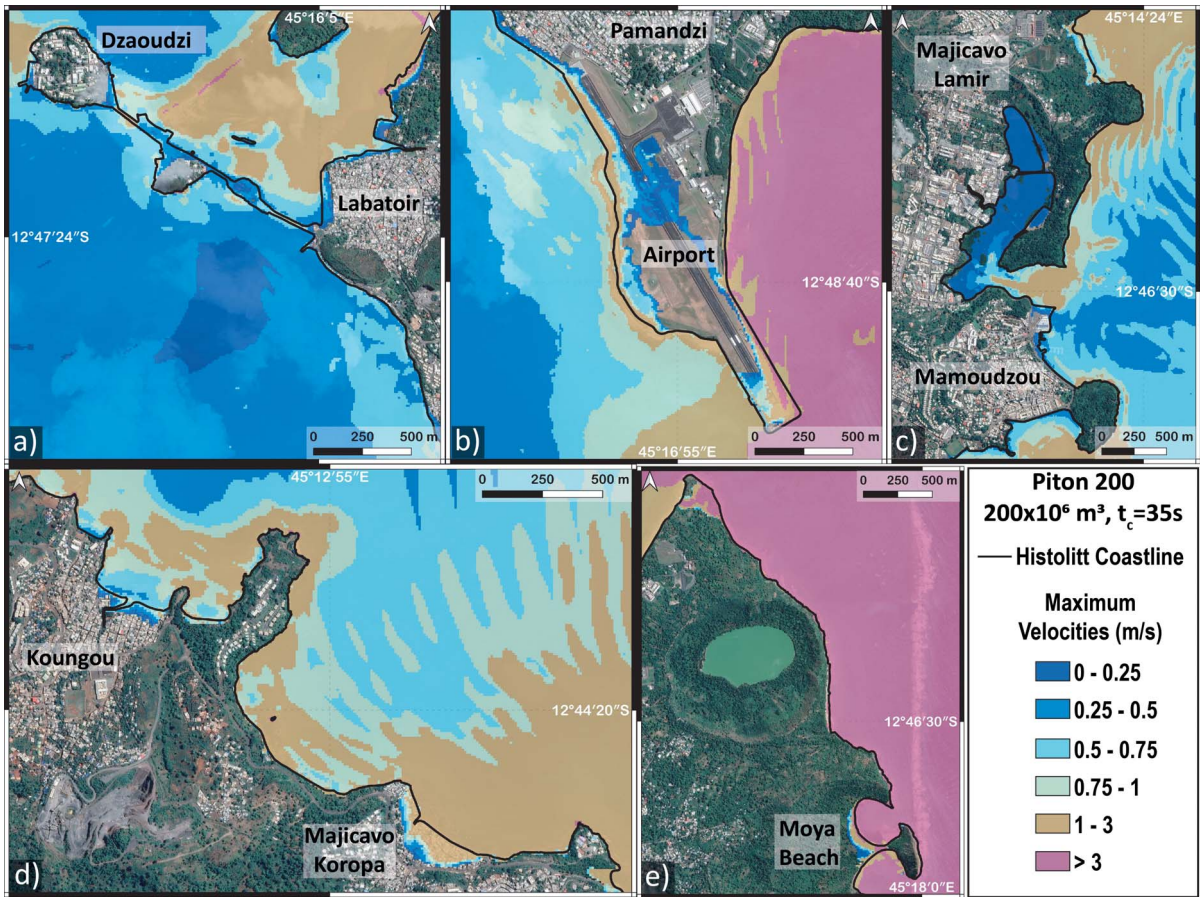 45°16′5″E
Dzaoudzi
Labatoir
12°47′24″S
0 250 500 m
a)
b)
Pamandzi
Airport
12°48′40″S
0 250 500 m
45°16′55″E
45°14′24″E
Majicavo
Lamir
12°46′30″S
Mamoudzou
0 250 500 m
c)
45°12′55″E
0 250 500 m
Koungou
12°44′20″S
Majicavo
Koropa
d)
0 250 500 m
12°46′30″S
Moya
Beach
e)
45°18′0″E
Piton 200
200x10⁶ m³, t꜀=35s
Histolitt Coastline
Maximum
Velocities (m/s)
0 - 0.25
0.25 - 0.5
0.5 - 0.75
0.75 - 1
1 - 3
> 3